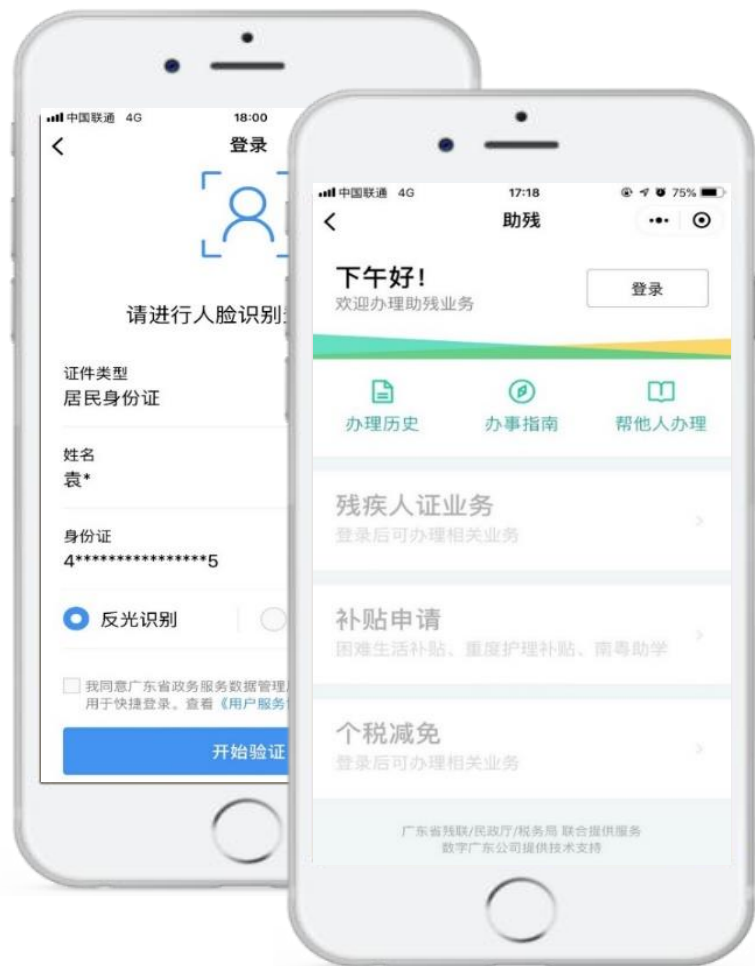 中国联通 4G
18:00
登录
请进行人脸识别
证件类型
居民身份证
姓名
袁*
身份证
4****************5
反光识别
我同意广东省政务服务数据管理
用于快捷登录。查看《用户服务
开始验证
中国联通 4G
17:18
75%
助残
下午好!
欢迎办理助残业务
登录
办理历史
办事指南
帮他人办理
残疾人证业务
登录后可办理相关业务
补贴申请
困难生活补贴、重度护理补贴、南粤助学
个税减免
登录后可办理相关业务
广东省残联/民政厅/税务局 联合提供服务
数字广东公司提供技术支持